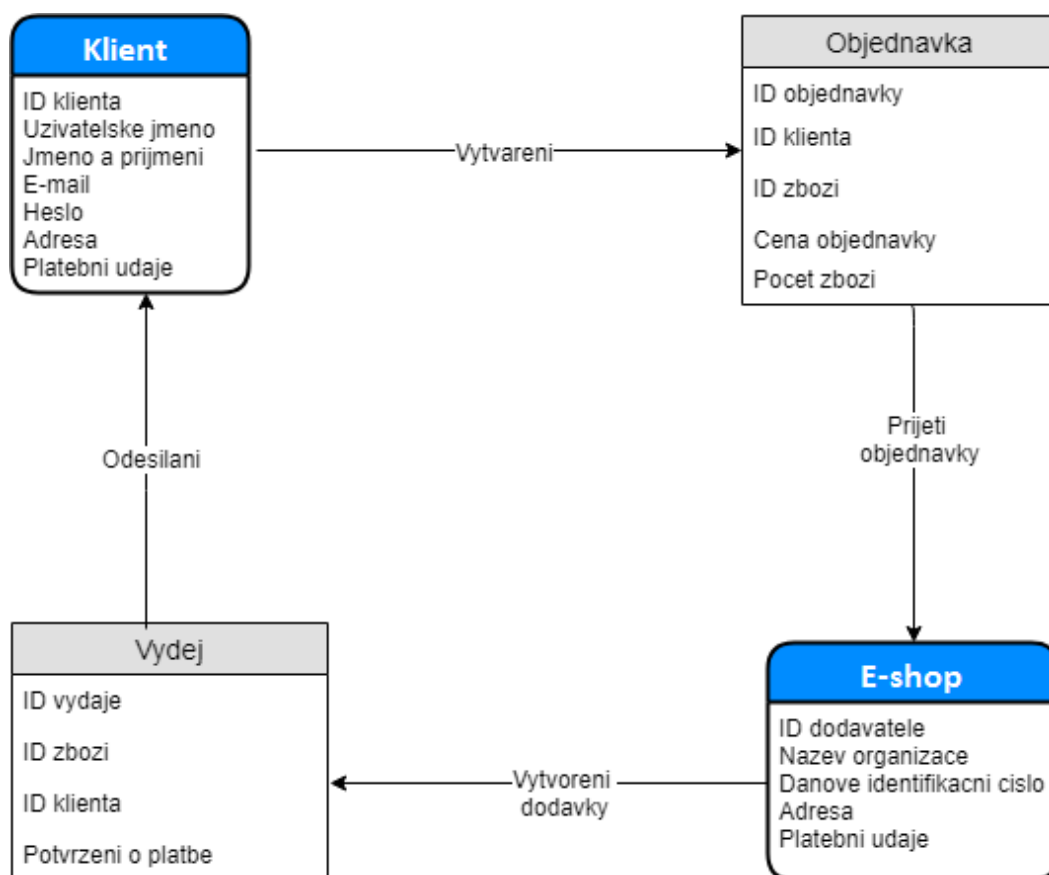 Klient
ID klienta
Uzivatelske jmeno
Jmeno a prijmeni
E-mail
Heslo
Adresa
Platebni udaje
Vytvareni
Objednavka
ID objednavky
ID klienta
ID zbozi
Cena objednavky
Pocet zbozi
Prijeti
objednavky
E-shop
ID dodavatele
Nazev organizace
Danove identifikacni cislo
Adresa
Platebni udaje
Vytvoreni
dodavky
Vydej
ID vydaje
ID zbozi
ID klienta
Potvrzeni o platbe
Odesilani